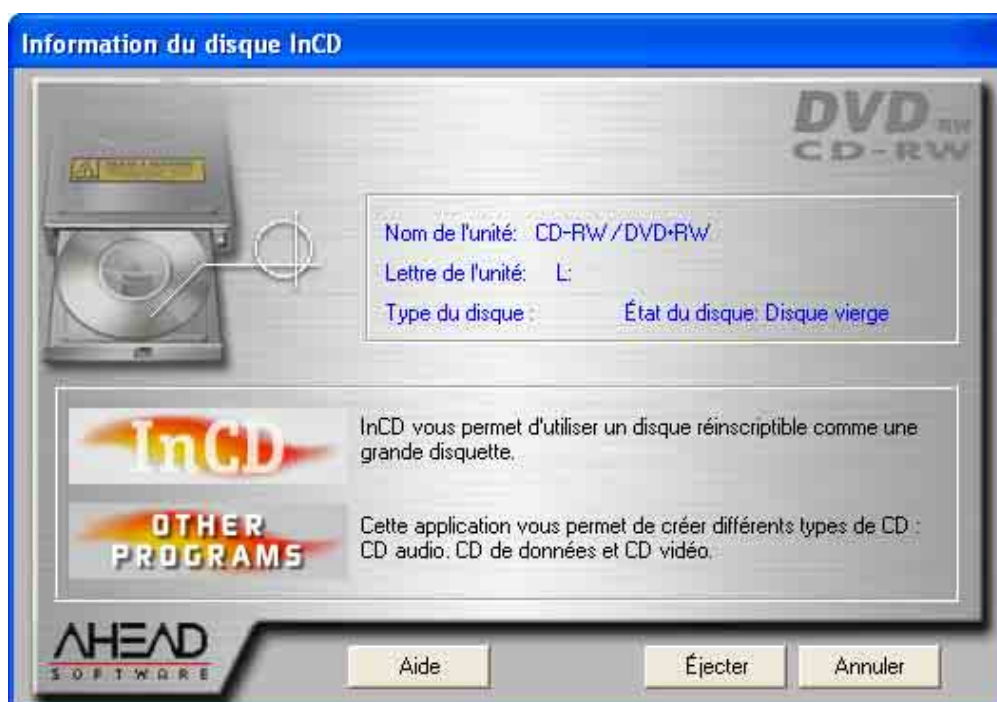 Information du disque InCD
DVD RW
CD-RW
Nom de l'unité: CD-RW/DVD+RW
Lettre de l'unité: L:
Type du disque : État du disque: Disque vierge
InCD
InCD vous permet d'utiliser un disque réinscriptible comme une
grande disquette.
OTHER
PROGRAMS
Cette application vous permet de créer différents types de CD :
CD audio. CD de données et CD vidéo.
AHEAD
SOFTWARE
Aide
Éjecter
Annuler